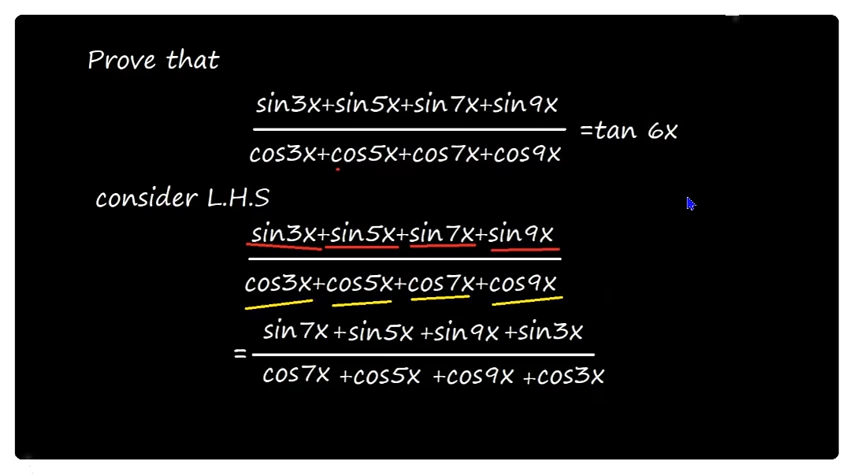 Prove that
sin3x+sin5x+sin7x+sin9x
cos3x+cos5x+cos7x+cos9x
=tan 6x
consider L.H.S
sin3x+sin5x+sin7x+sin9x
cos3x+cos5x+cos7x+cos9x
=
sin7x +sin5x +sin9x +sin3x
cos7x +cos5x +cos9x +cos3x